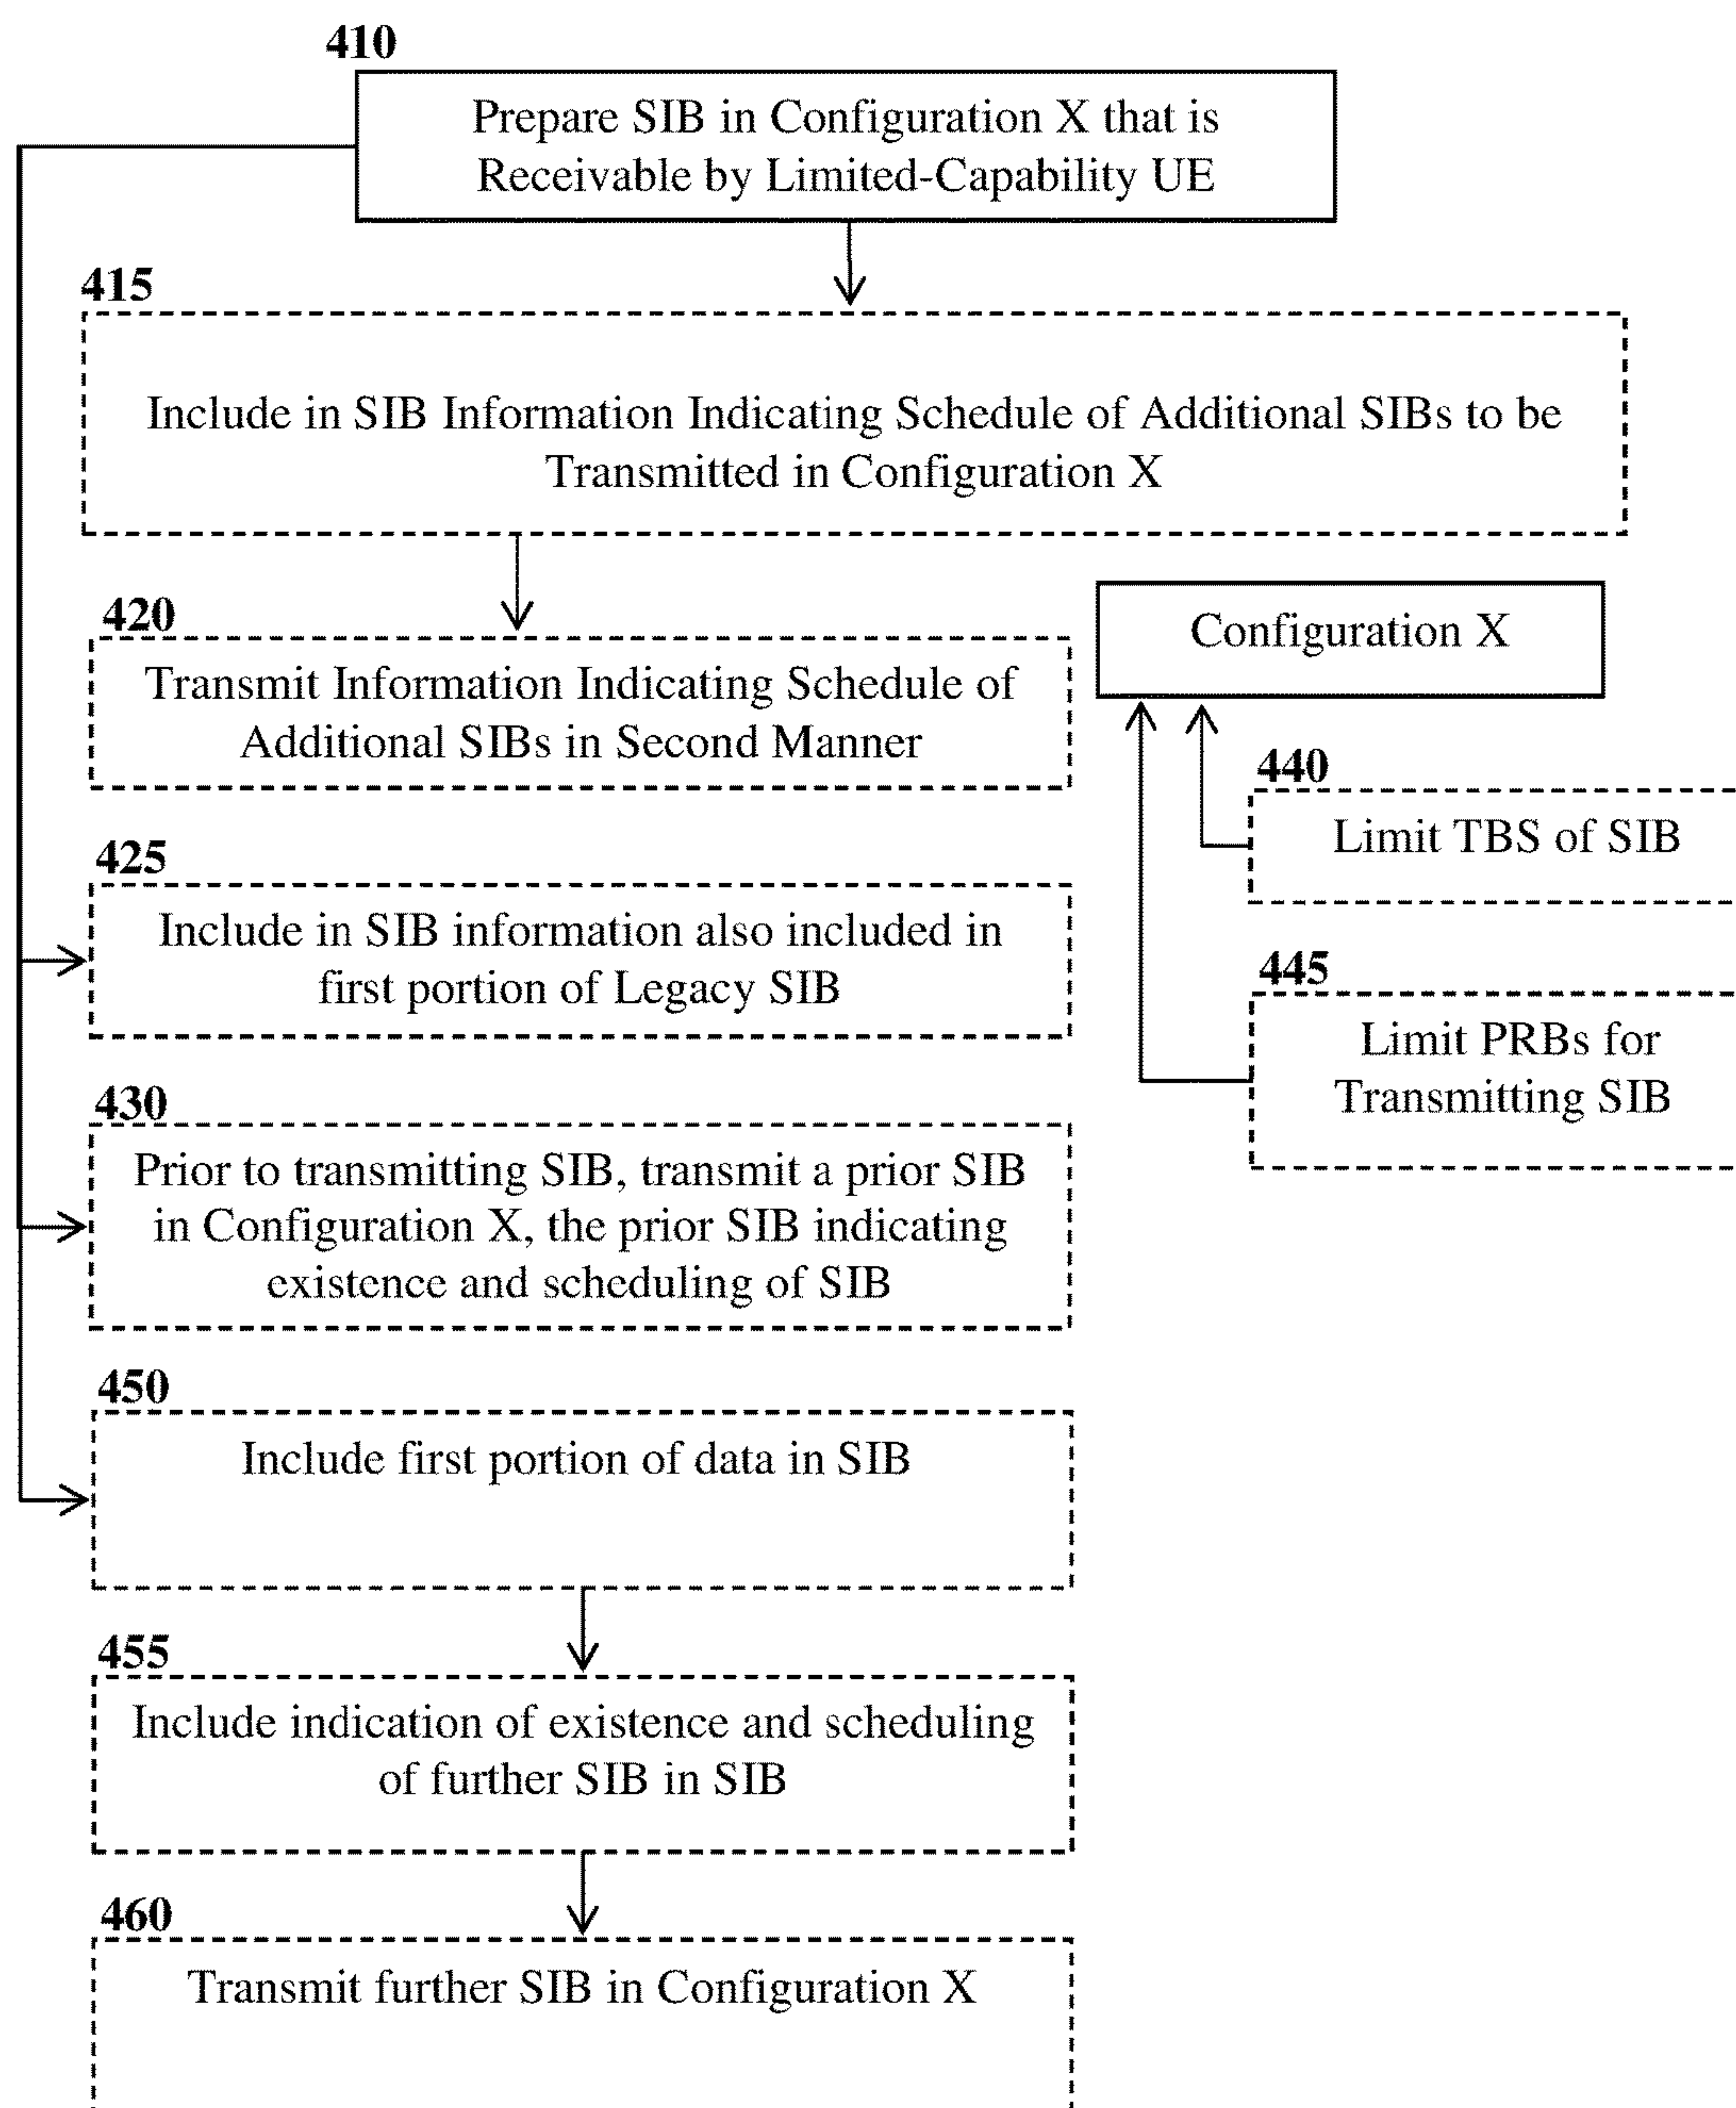 410
Prepare SIB in Configuration X that is
Receivable by Limited-Capability UE
415
Include in SIB Information Indicating Schedule of Additional SIBs to be
Transmitted in Configuration X
420
Transmit Information Indicating Schedule of
Additional SIBs in Second Manner
Configuration X
440
Limit TBS of SIB
425
Include in SIB information also included in
first portion of Legacy SIB
445
Limit PRBs for
Transmitting SIB
430
Prior to transmitting SIB, transmit a prior SIB
in Configuration X, the prior SIB indicating
existence and scheduling of SIB
450
Include first portion of data in SIB
455
Include indication of existence and scheduling
of further SIB in SIB
460
Transmit further SIB in Configuration X